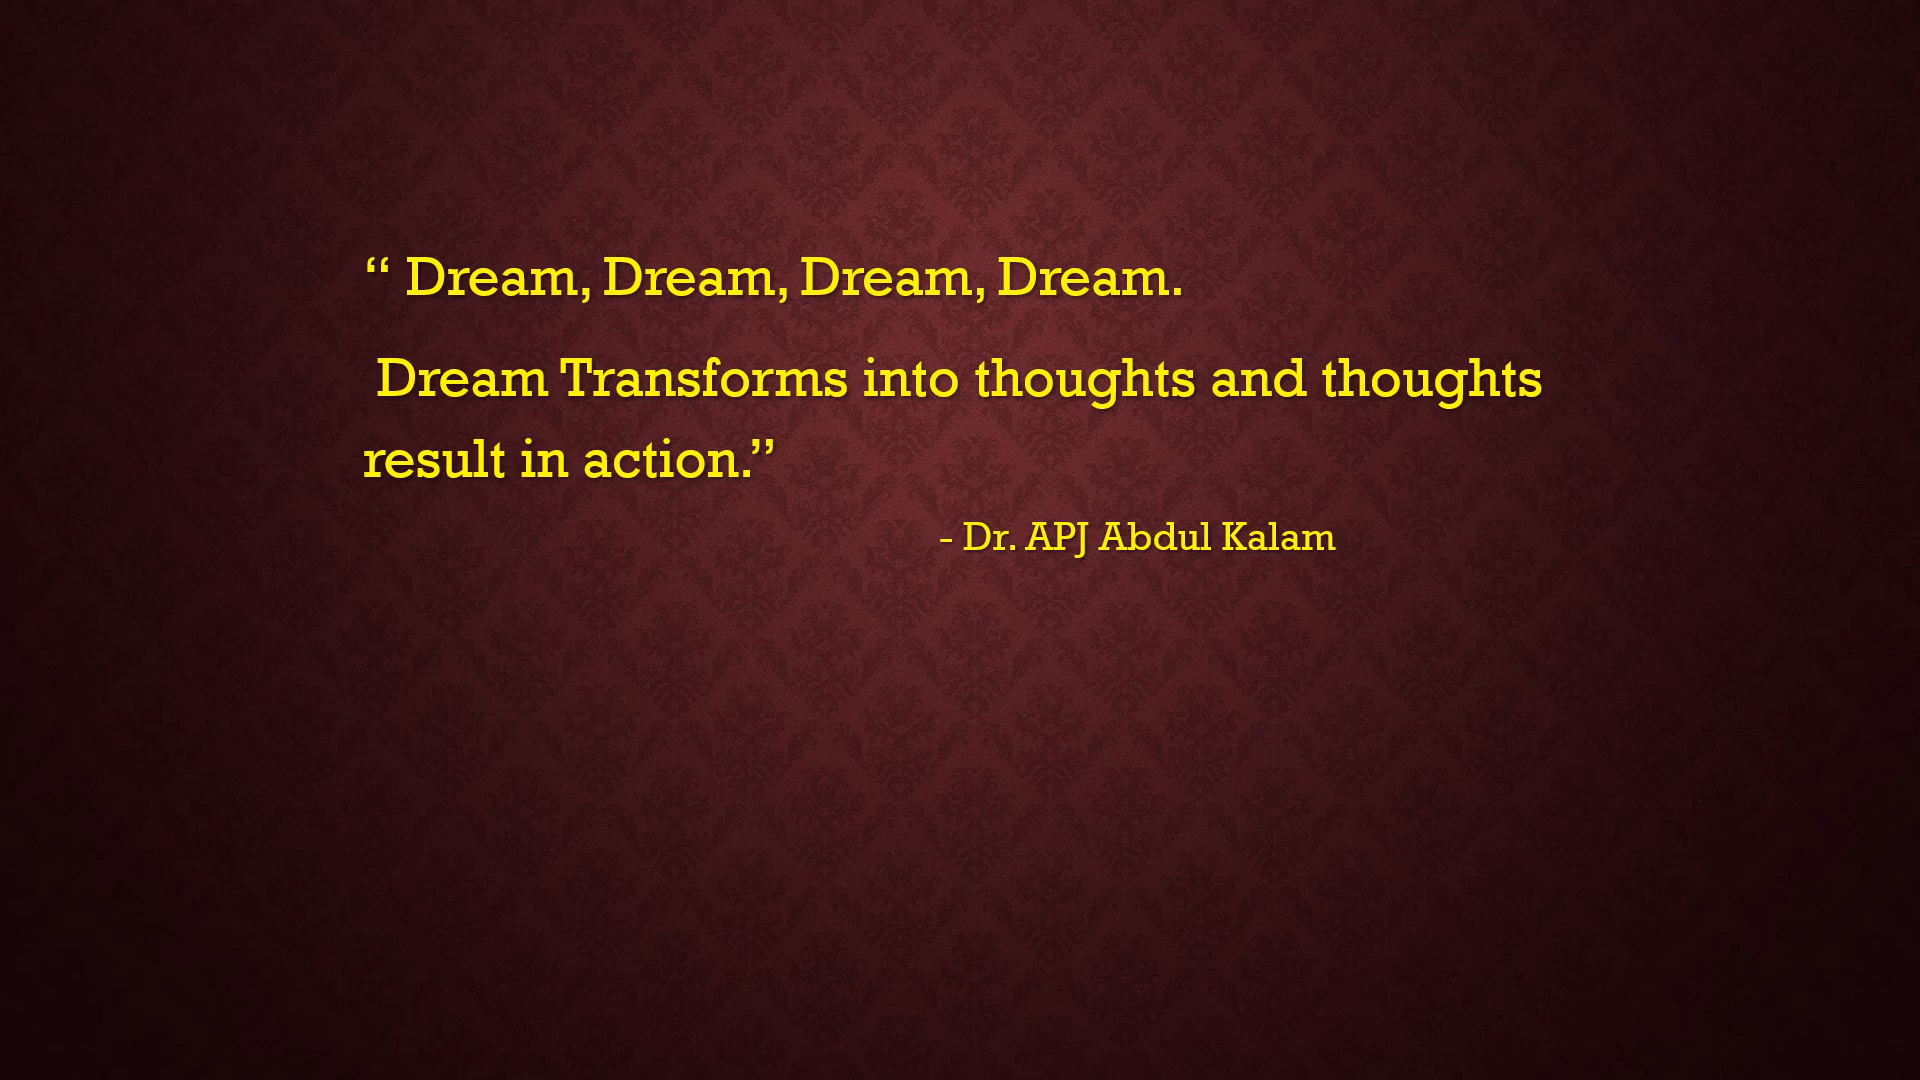 “ Dream, Dream, Dream, Dream.
Dream Transforms into thoughts and thoughts
result in action.”
- Dr. APJ Abdul Kalam